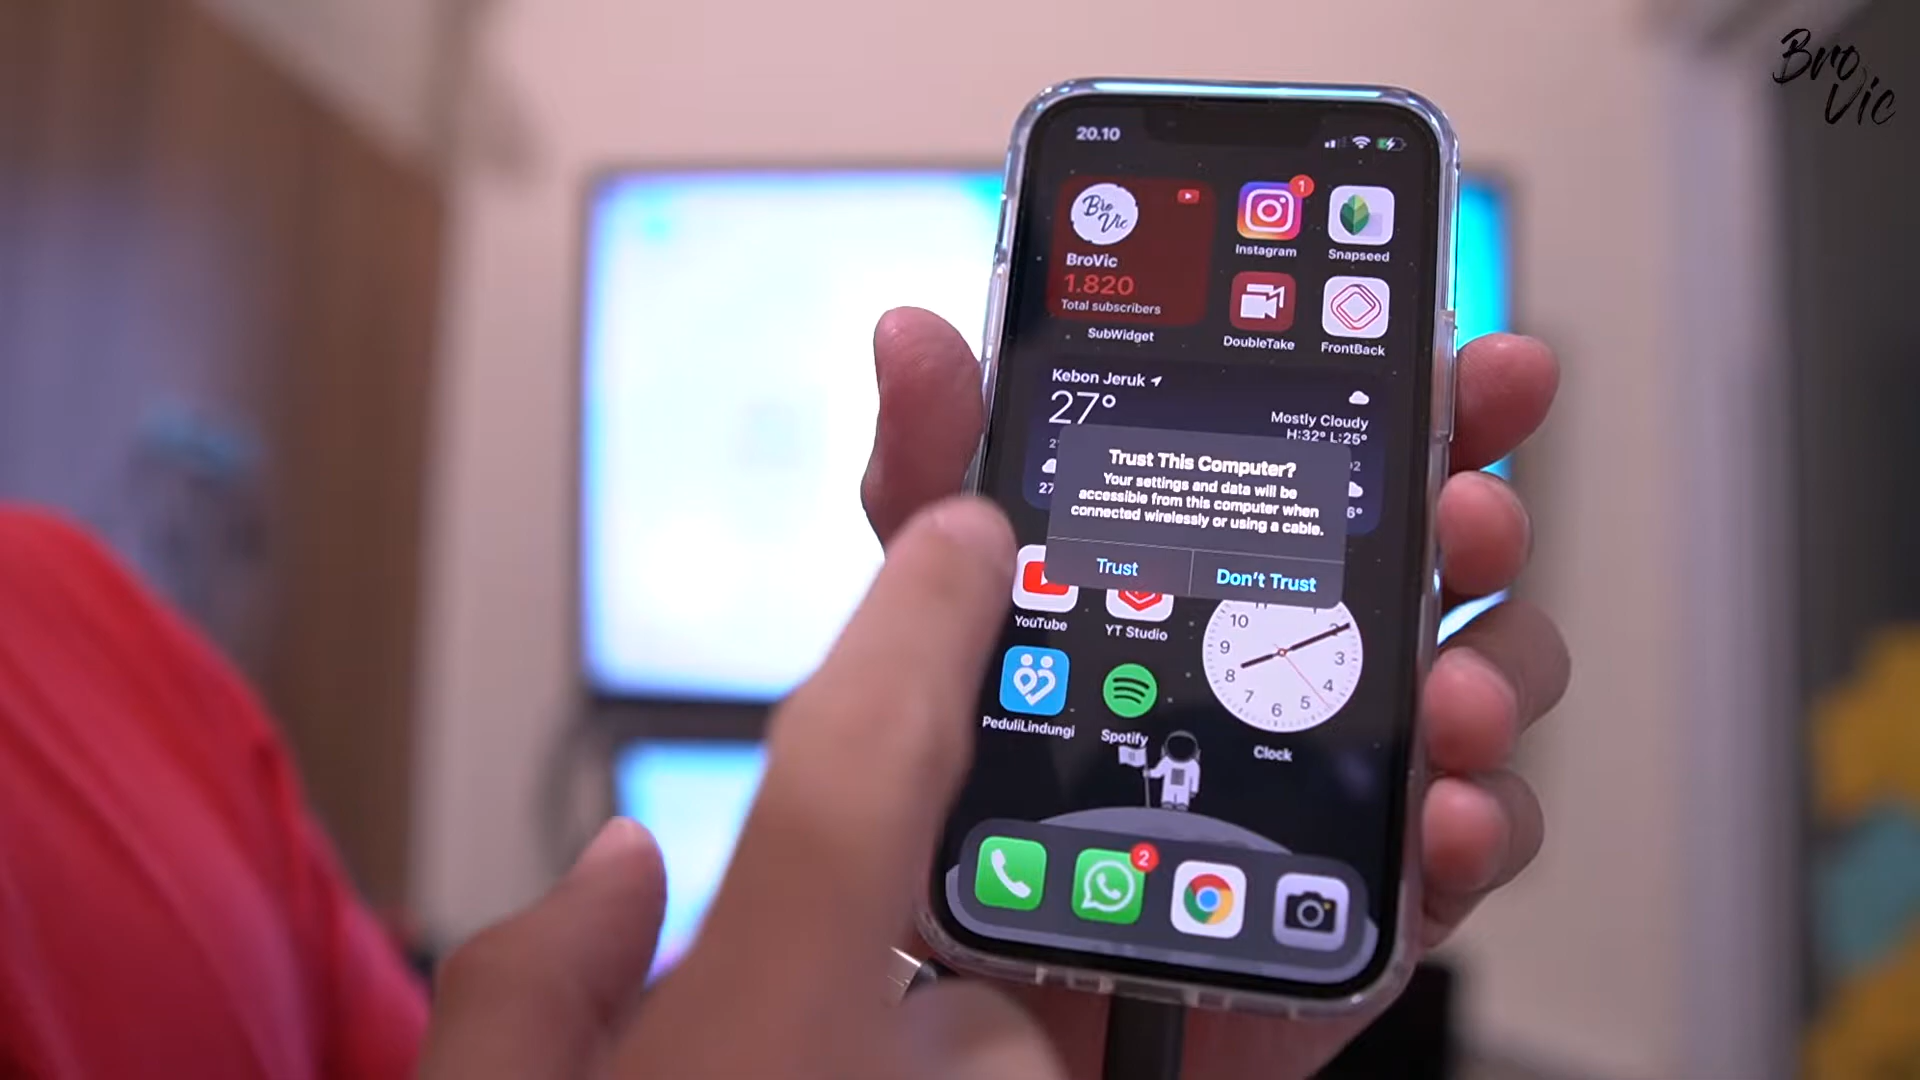 Bro
Vic
20.10
Bro
Vic
BroVic
1.820
Total subscribers
SubWidget
1
Instagram
Snapseed
DoubleTake
FrontBack
Kebon Jeruk
27°
Mostly Cloudy
H:32° L:25°
27
6°
Trust This Computer?
Your settings and data will be
accessible from this computer when
connected wirelessly or using a cable.
Trust
Don't Trust
YouTube
YT Studio
10
9
8
7
6
5
4
3
Clock
PeduliLindungi
Spotify
2